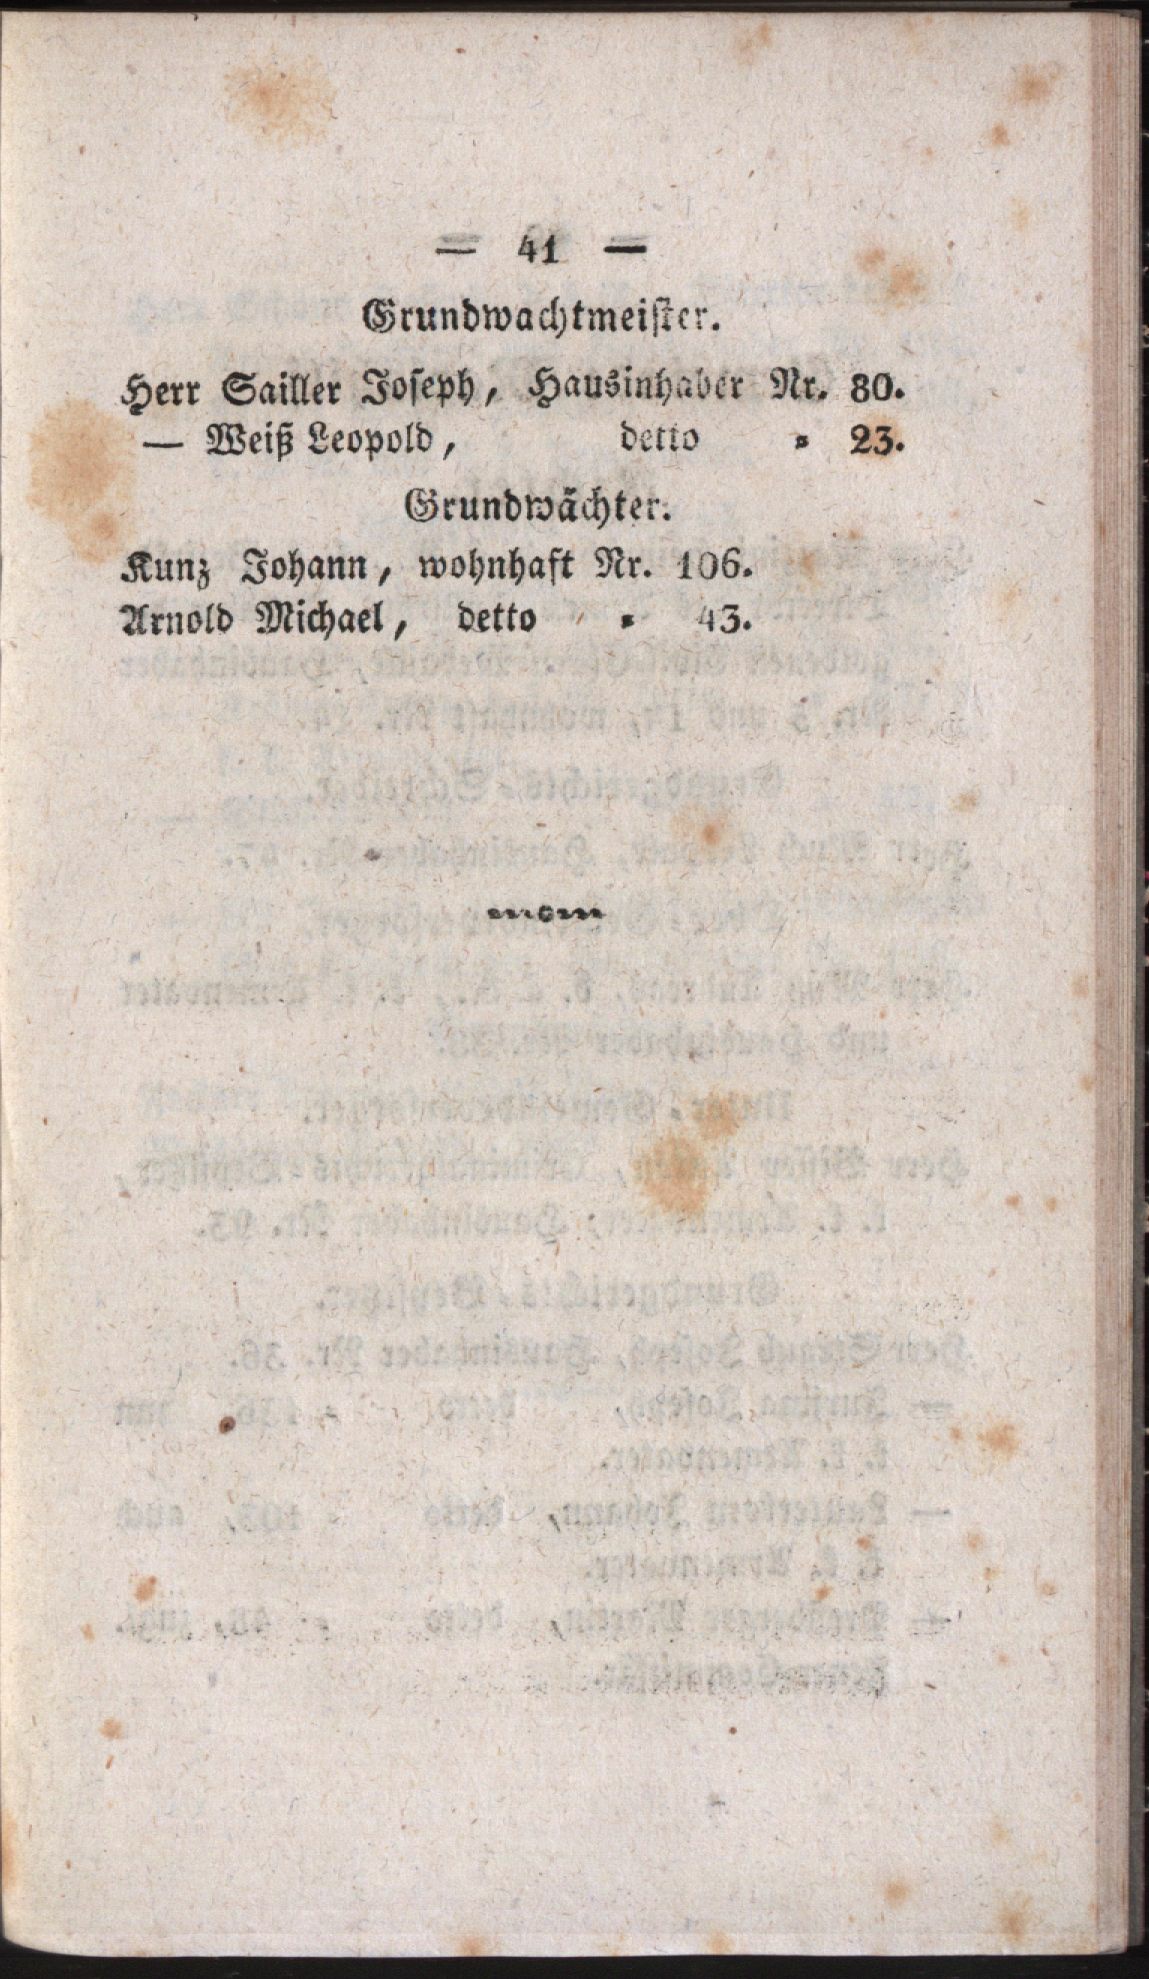 — 41 —
Grundwachtmeister.
Herr Sailler Joseph, Hausinhaber Nr. 80.
— Weiß Leopold, detto = 23.
Grundwächter.
Kunz Johann, wohnhaft Nr. 106.
Arnold Michael, detto = 43.